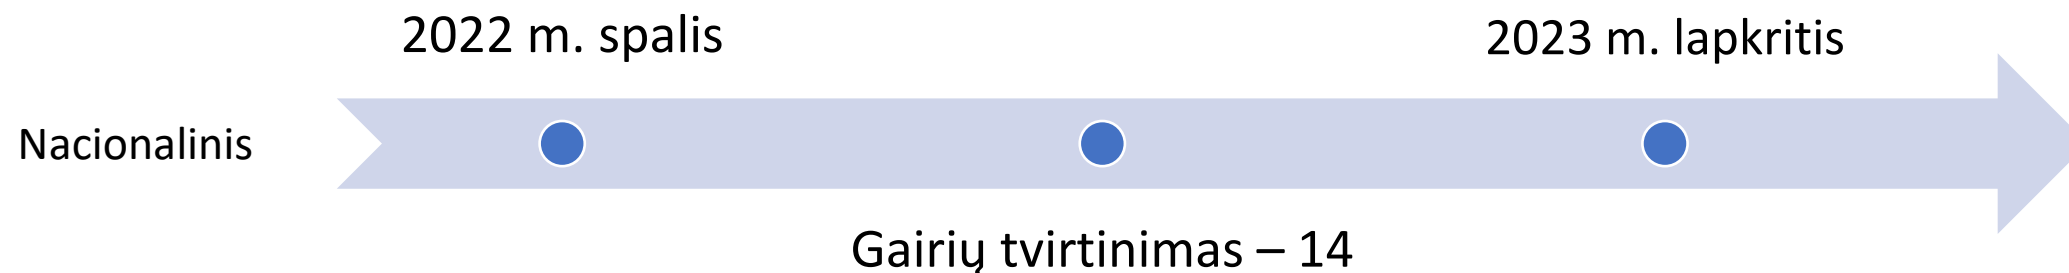 2022 m. spalis
2023 m. lapkritis
Nacionalinis
Gairių tvirtinimas – 14